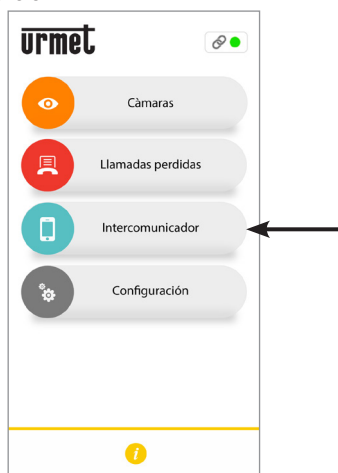 urmet
Càmaras
Llamadas perdidas
Intercomunicador
Configuración
i